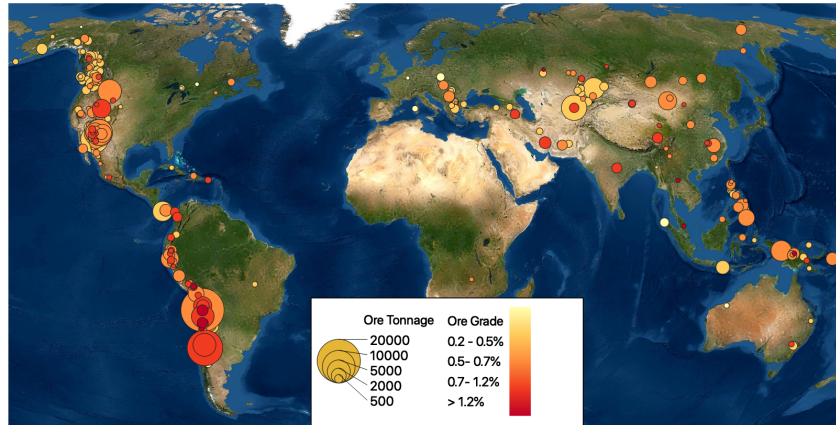 Ore Tonnage
20000
10000
5000
2000
500
Ore Grade
0.2 - 0.5%
0.5- 0.7%
0.7- 1.2%
> 1.2%